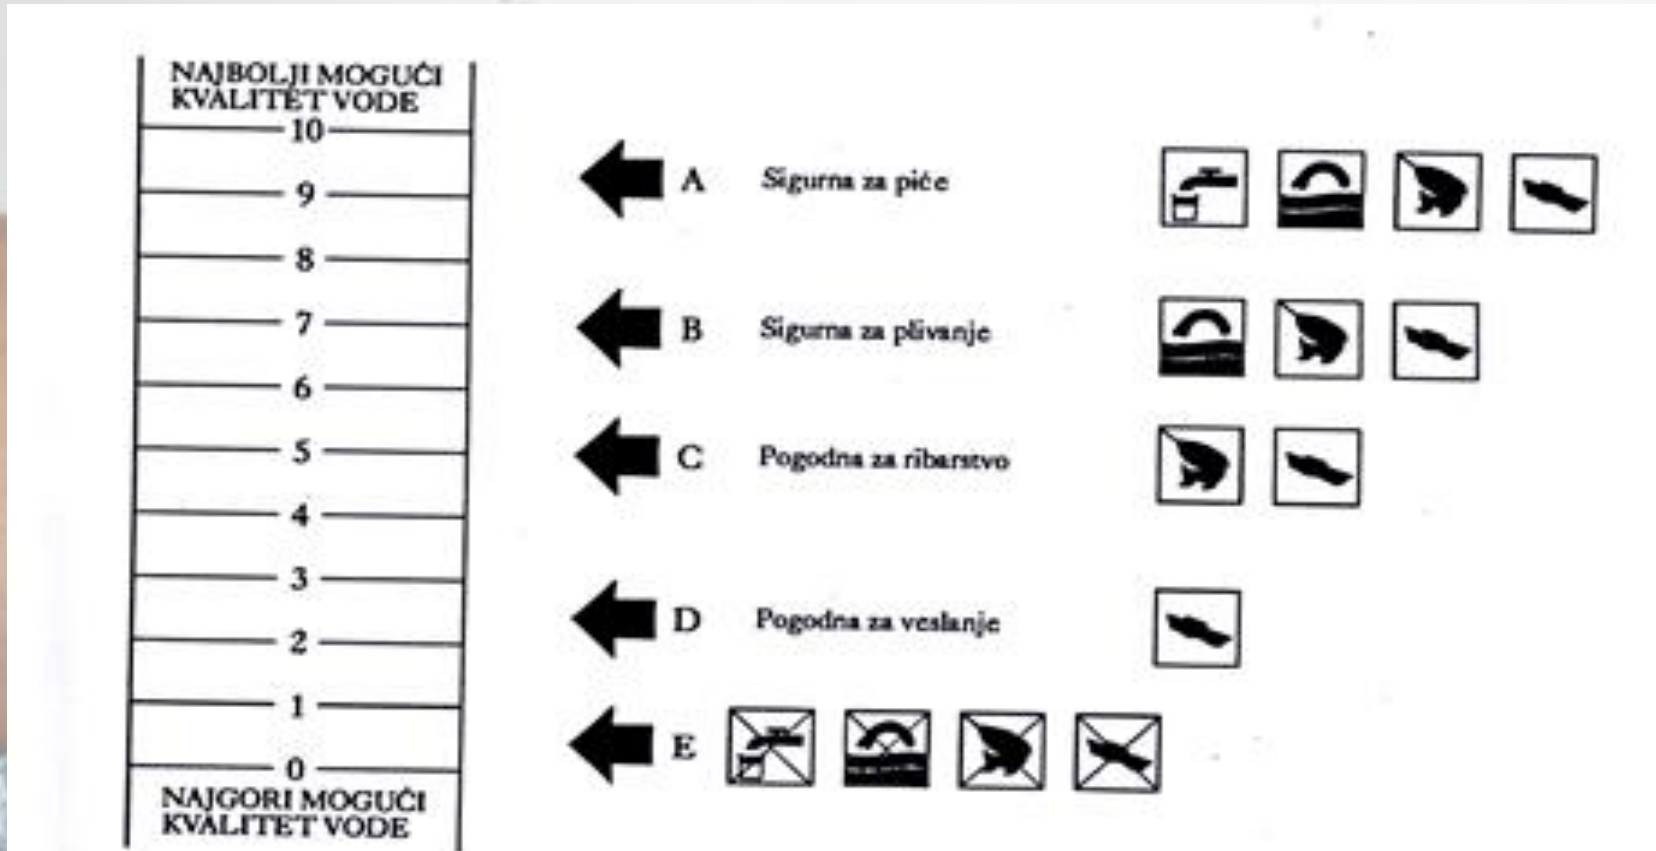 NAJBOLJI MOGUĆI
KVALITET VODE
10
9
8
7
6
5
4
3
2
1
0
NAJGORI MOGUĆI
KVALITET VODE
A Sigurna za piće
B Sigurna za plivanje
C Pogodna za ribarstvo
D Pogodna za veslanje
E